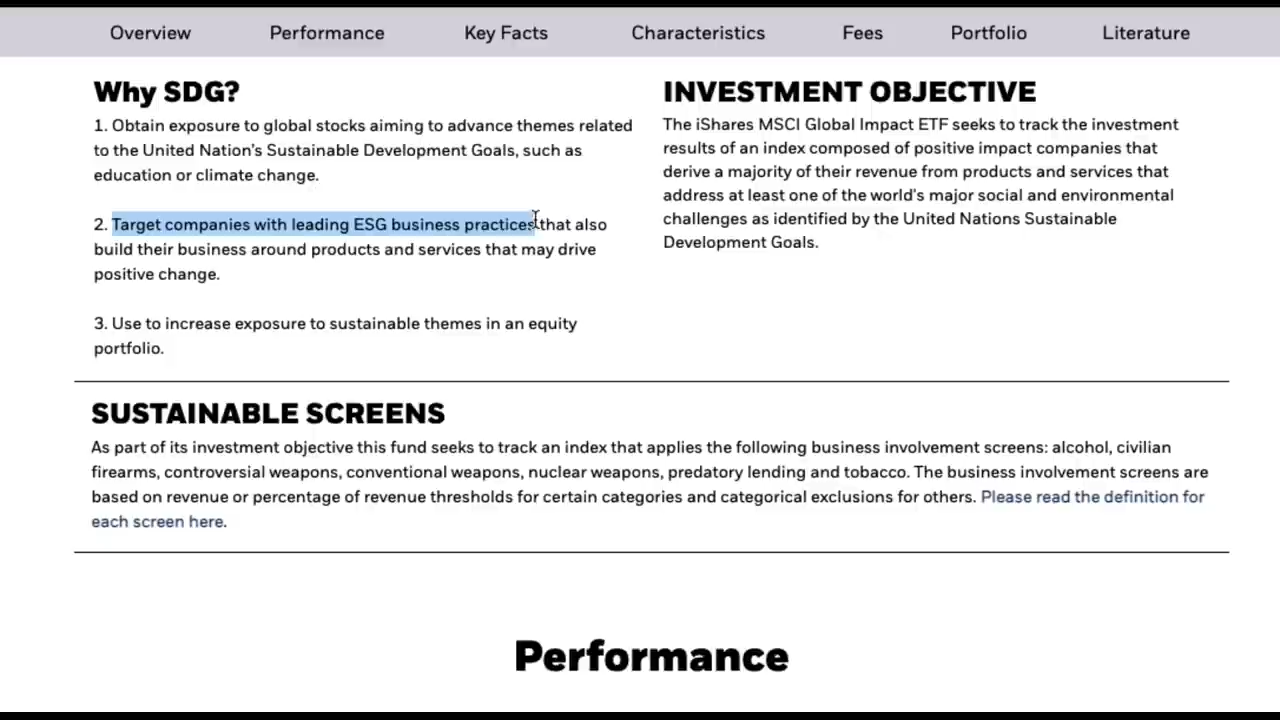 Overview Performance Key Facts Characteristics Fees Portfolio Literature
Why SDG?
1. Obtain exposure to global stocks aiming to advance themes related
to the United Nation's Sustainable Development Goals, such as
education or climate change.
2. Target companies with leading ESG business practices that also
build their business around products and services that may drive
positive change.
3. Use to increase exposure to sustainable themes in an equity
portfolio.
INVESTMENT OBJECTIVE
The iShares MSCI Global Impact ETF seeks to track the investment
results of an index composed of positive impact companies that
derive a majority of their revenue from products and services that
address at least one of the world's major social and environmental
challenges as identified by the United Nations Sustainable
Development Goals.
SUSTAINABLE SCREENS
As part of its investment objective this fund seeks to track an index that applies the following business involvement screens: alcohol, civilian
firearms, controversial weapons, conventional weapons, nuclear weapons, predatory lending and tobacco. The business involvement screens are
based on revenue or percentage of revenue thresholds for certain categories and categorical exclusions for others. Please read the definition for
each screen here.
Performance